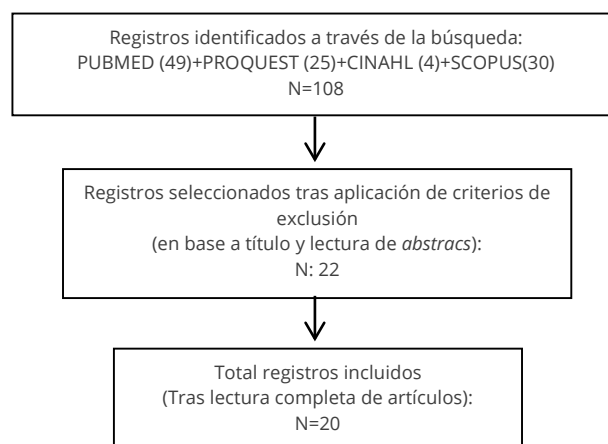 Registros identificados a través de la búsqueda:
PUBMED (49)+PROQUEST (25)+CINAHL (4)+SCOPUS(30)
N=108
Registros seleccionados tras aplicación de criterios de
exclusión
(en base a título y lectura de abstracs):
N: 22
Total registros incluidos
(Tras lectura completa de artículos):
N=20